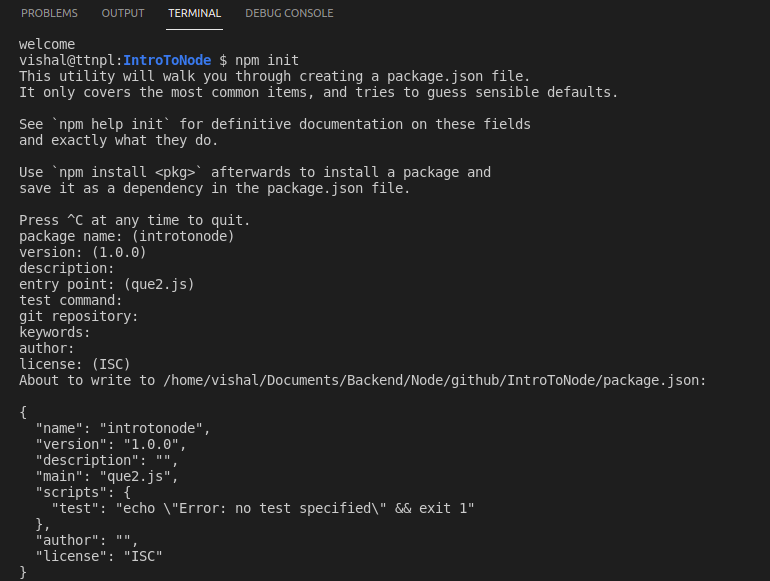 PROBLEMS OUTPUT TERMINAL DEBUG CONSOLE
welcome
vishal@ttnpl:IntroToNode $ npm init
This utility will walk you through creating a package.json file.
It only covers the most common items, and tries to guess sensible defaults.
See `npm help init` for definitive documentation on these fields
and exactly what they do.
Use `npm install <pkg>` afterwards to install a package and
save it as a dependency in the package.json file.
Press ^C at any time to quit.
package name: (introtonode)
version: (1.0.0)
description:
entry point: (que2.js)
test command:
git repository:
keywords:
author:
license: (ISC)
About to write to /home/vishal/Documents/Backend/Node/github/IntroToNode/package.json:
{
  "name": "introtonode",
  "version": "1.0.0",
  "description": "",
  "main": "que2.js",
  "scripts": {
    "test": "echo \"Error: no test specified\" && exit 1"
  },
  "author": "",
  "license": "ISC"
}